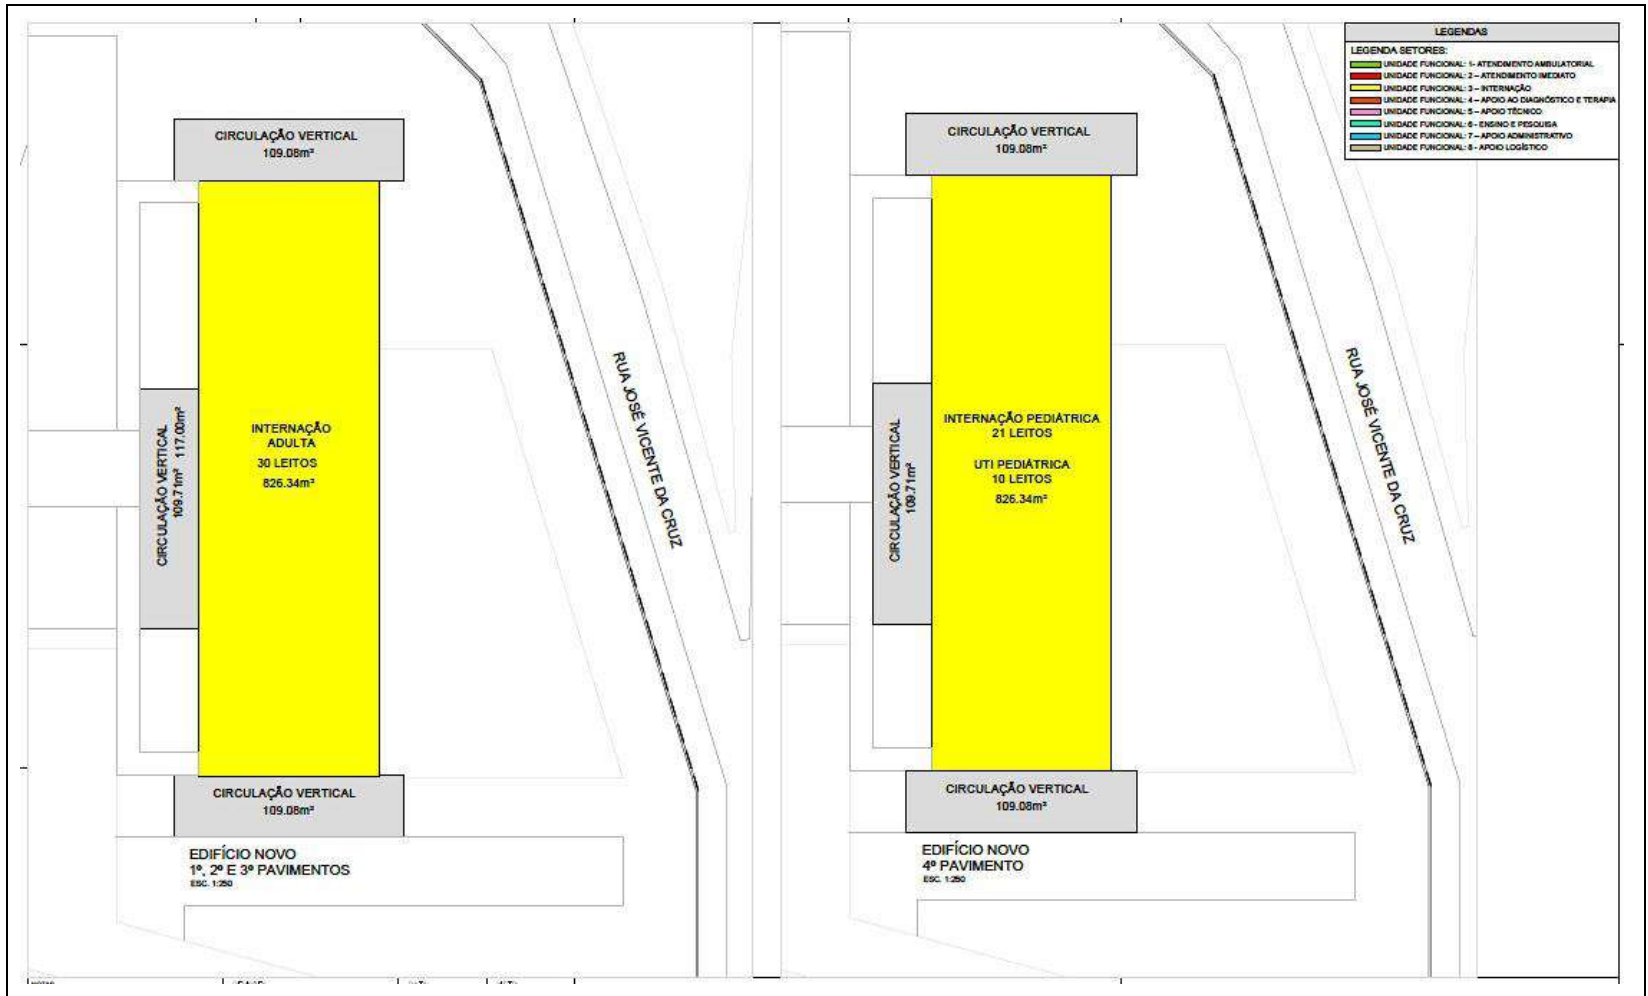 CIRCULAÇÃO VERTICAL
109.08m²
CIRCULAÇÃO VERTICAL
109.71m² 117.00m²
INTERNAÇÃO
ADULTA
30 LEITOS
826.34m²
RUA JOSÉ VICENTE DA CRUZ
CIRCULAÇÃO VERTICAL
109.08m²
EDIFÍCIO NOVO
1º, 2º E 3º PAVIMENTOS
ESC. 1:250
CIRCULAÇÃO VERTICAL
109.08m²
CIRCULAÇÃO VERTICAL
109.71m²
INTERNAÇÃO PEDIÁTRICA
21 LEITOS
UTI PEDIÁTRICA
10 LEITOS
826.34m²
RUA JOSÉ VICENTE DA CRUZ
CIRCULAÇÃO VERTICAL
109.08m²
EDIFÍCIO NOVO
4º PAVIMENTO
ESC. 1:250
LEGENDAS
LEGENDA SETORES:
UNIDADE FUNCIONAL: 1- ATENDIMENTO AMBULATORIAL
UNIDADE FUNCIONAL: 2 – ATENDIMENTO IMEDIATO
UNIDADE FUNCIONAL: 3 – INTERNAÇÃO
UNIDADE FUNCIONAL: 4 – APOIO AO DIAGNÓSTICO E TERAPIA
UNIDADE FUNCIONAL: 5 – APOIO TÉCNICO
UNIDADE FUNCIONAL: 6 - ENSINO E PESQUISA
UNIDADE FUNCIONAL: 7 – APOIO ADMINISTRATIVO
UNIDADE FUNCIONAL: 8 - APOIO LOGÍSTICO